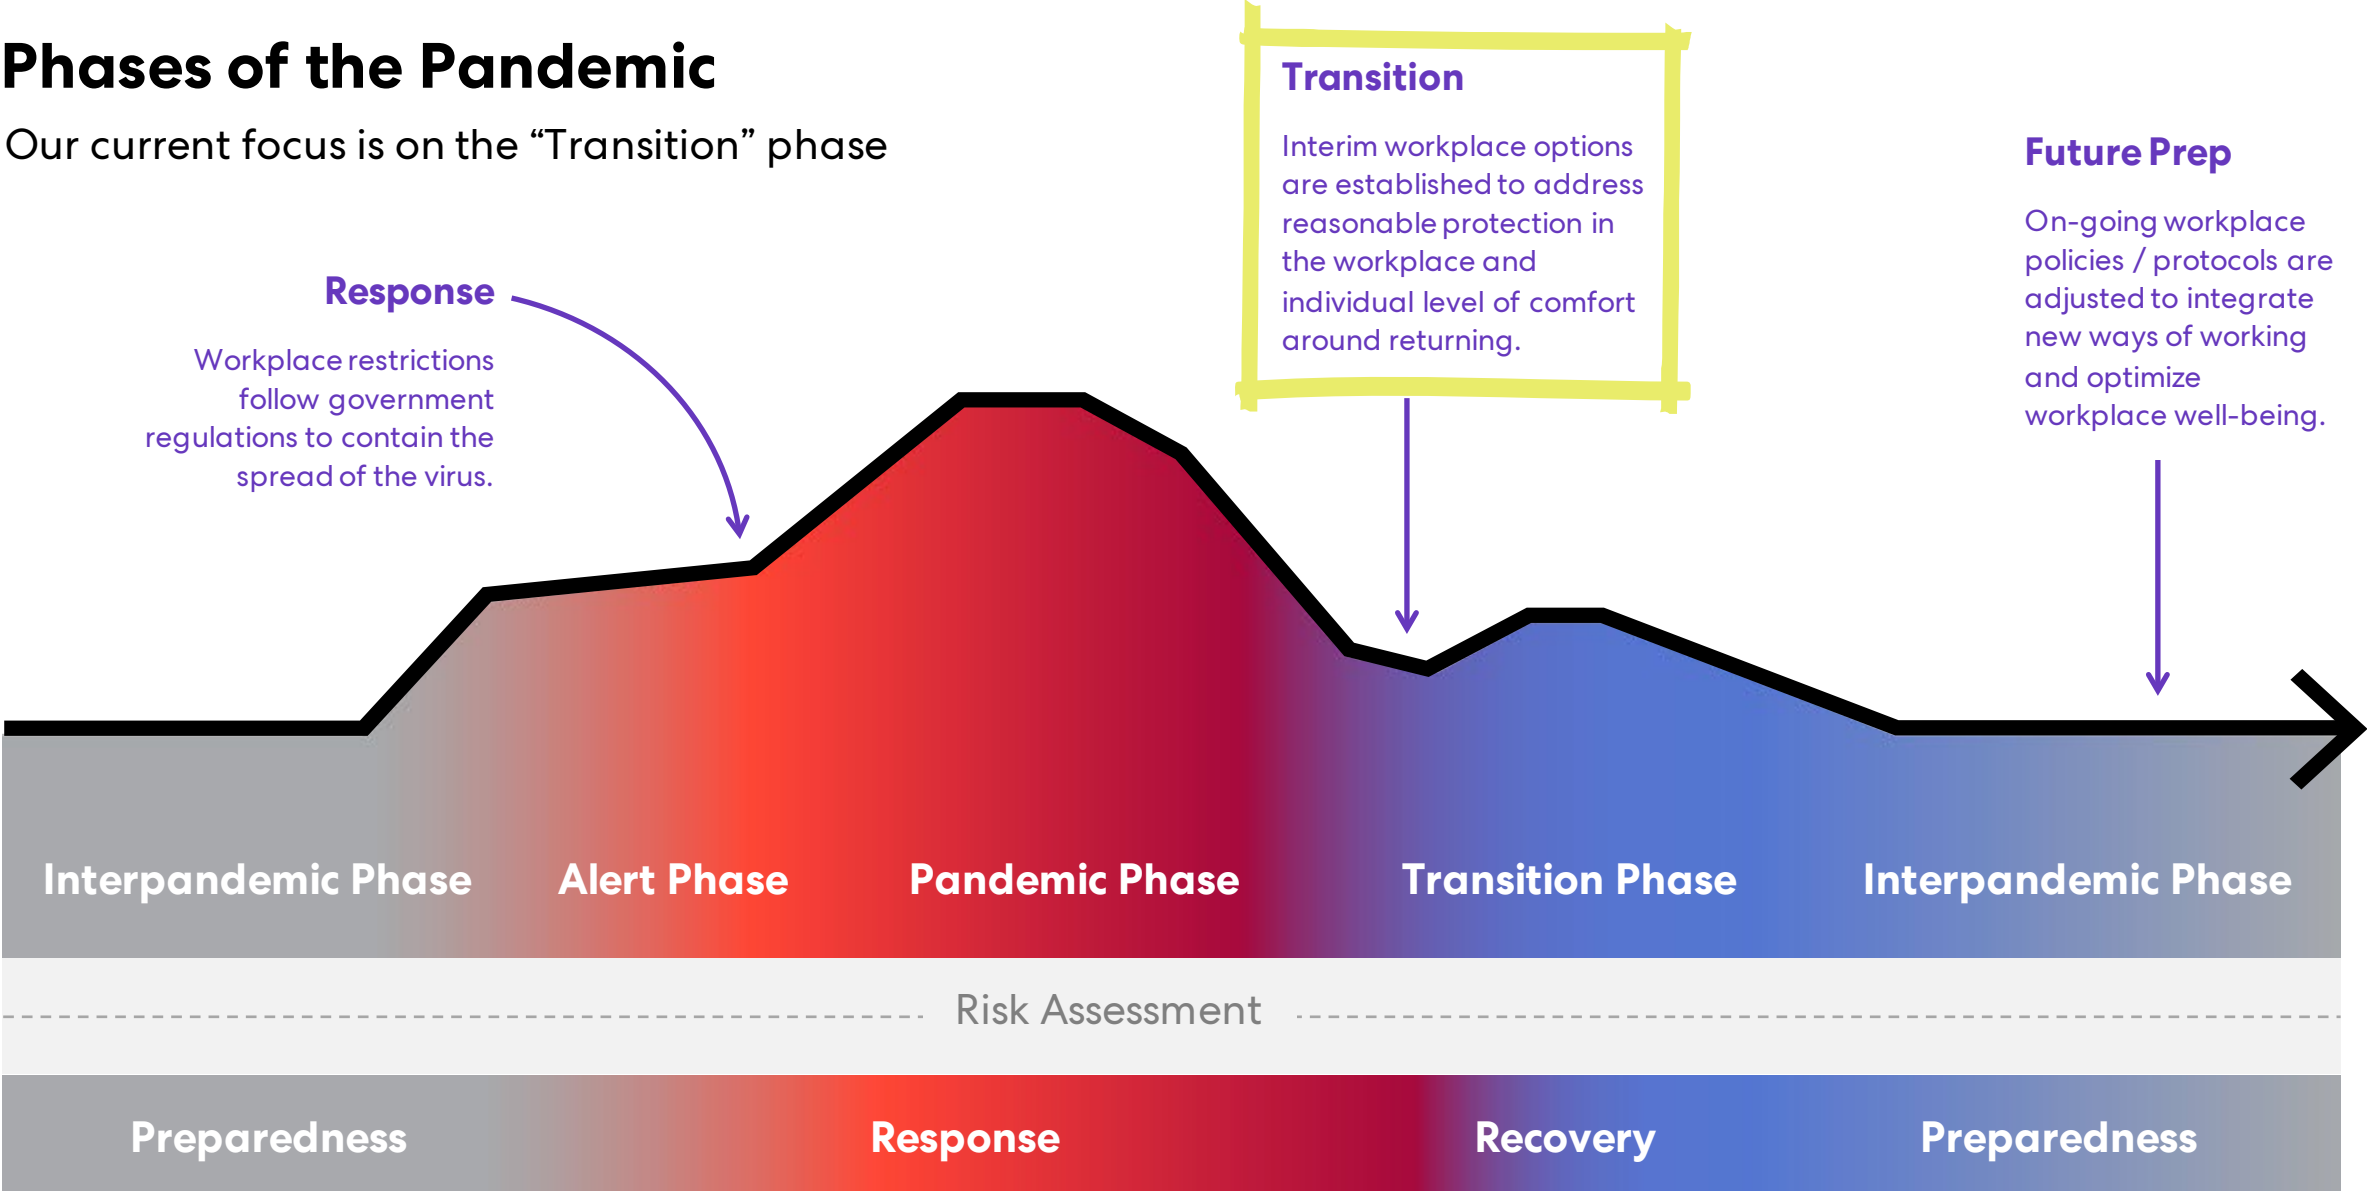 Phases of the Pandemic
Our current focus is on the “Transition” phase
Response
Workplace restrictions
follow government
regulations to contain the
spread of the virus.
Transition
Interim workplace options
are established to address
reasonable protection in
the workplace and
individual level of comfort
around returning.
Future Prep
On-going workplace
policies / protocols are
adjusted to integrate
new ways of working
and optimize
workplace well-being.
Interpandemic Phase
Alert Phase
Pandemic Phase
Transition Phase
Interpandemic Phase
Risk Assessment
Preparedness
Response
Recovery
Preparedness